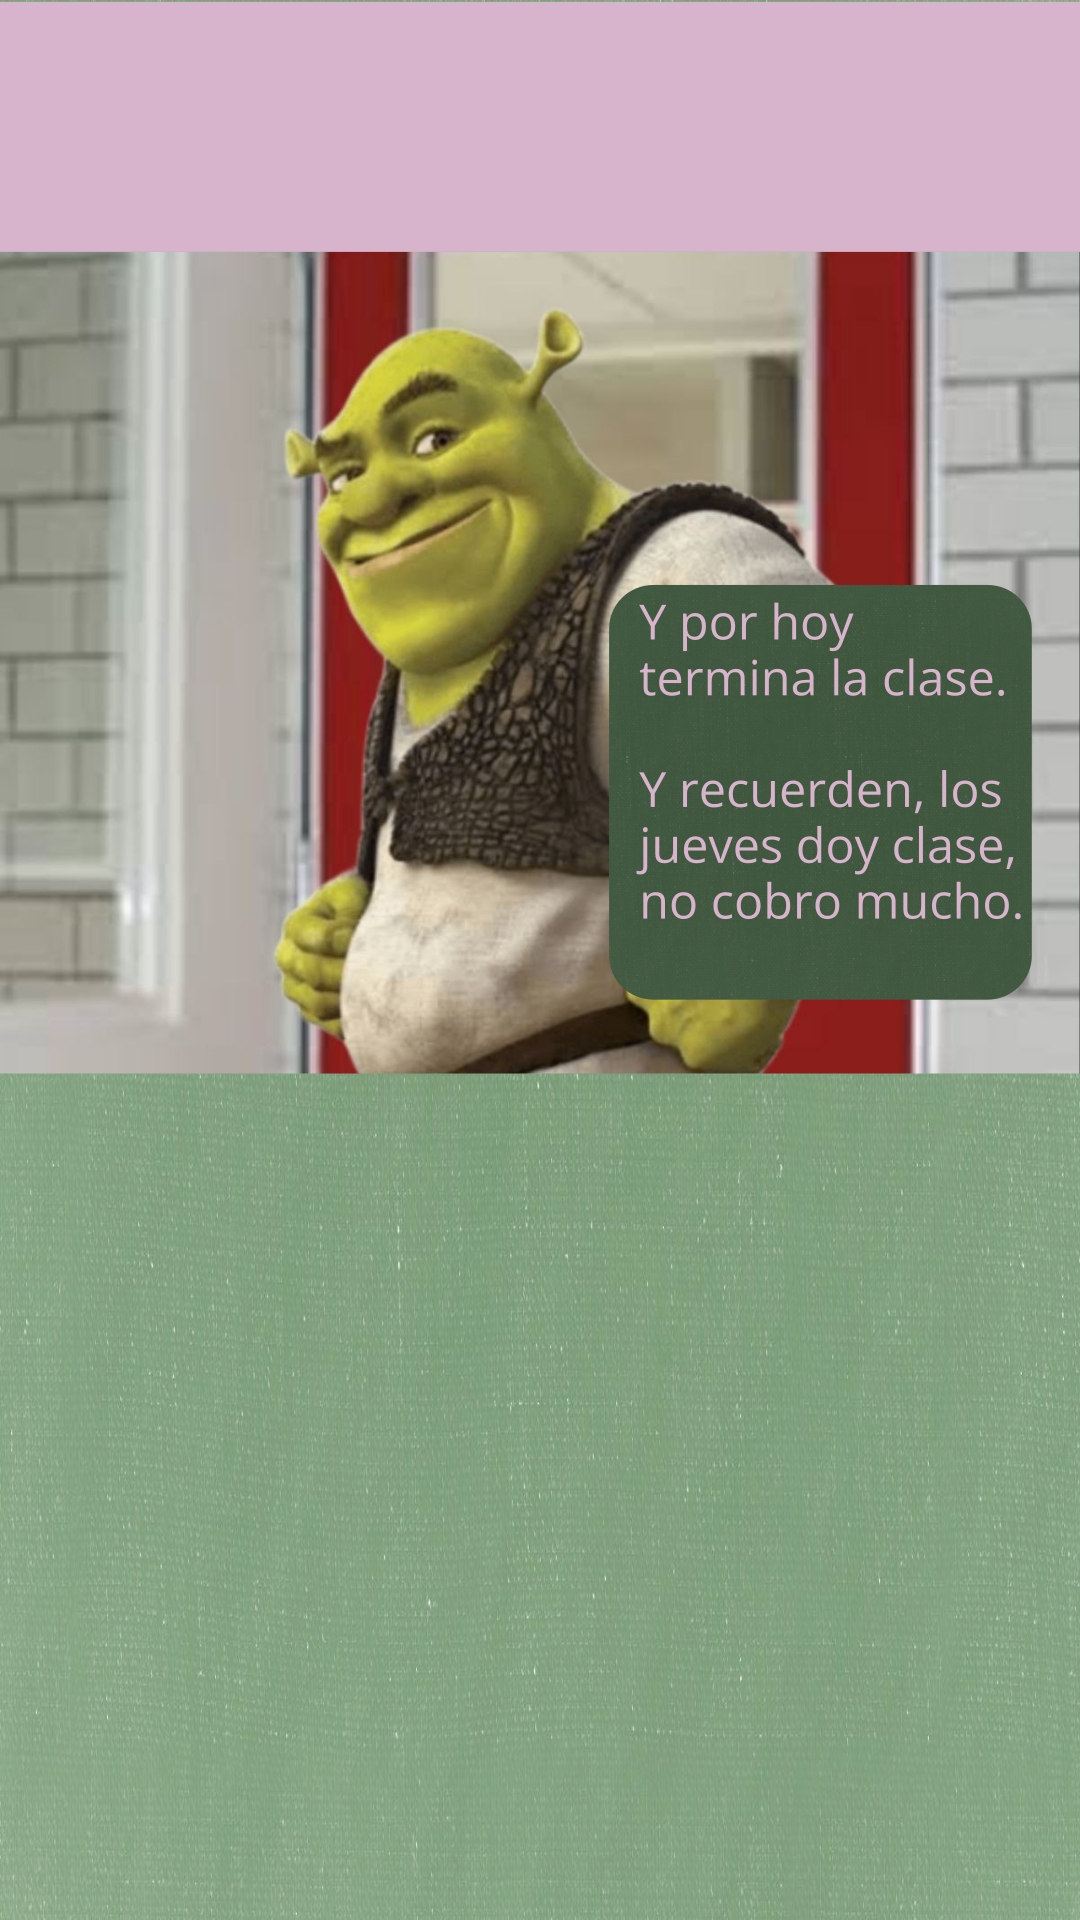 Y por hoy
termina la clase.
Y recuerden, los
jueves doy clase,
no cobro mucho.